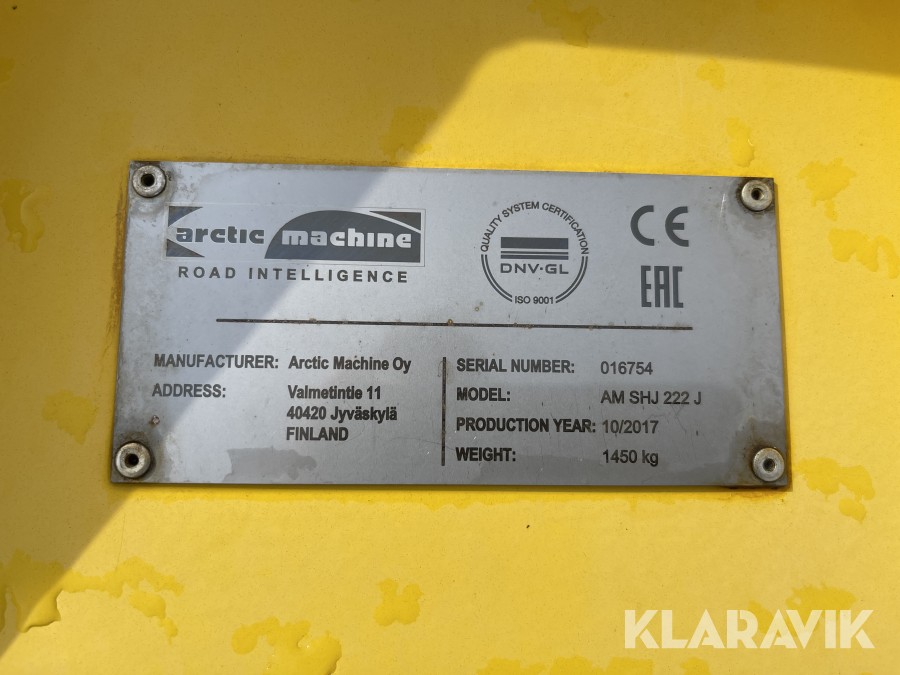 arctic machine
ROAD INTELLIGENCE
QUALITY SYSTEM CERTIFICATION
DNV·GL
ISO 9001
CE
EAC
MANUFACTURER: Arctic Machine Oy
ADDRESS: Valmetintie 11
40420 Jyväskylä
FINLAND
SERIAL NUMBER: 016754
MODEL: AM SHJ 222 J
PRODUCTION YEAR: 10/2017
WEIGHT: 1450 kg
KLARAVIK